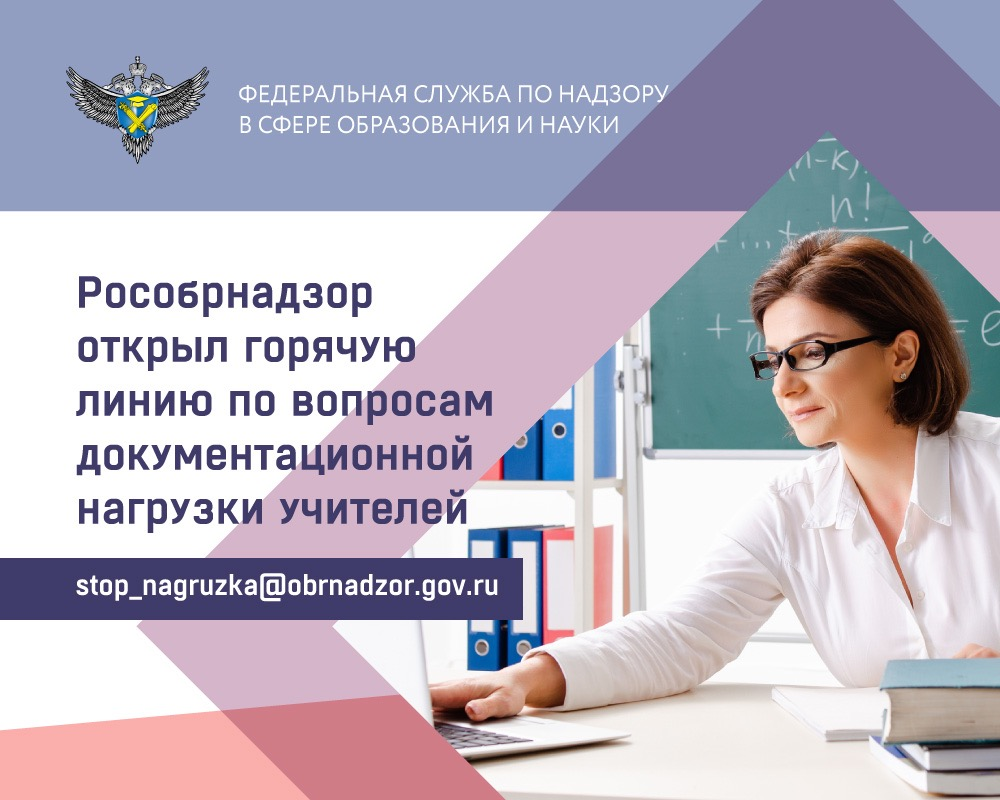 ФЕДЕРАЛЬНАЯ СЛУЖБА ПО НАДЗОРУ
В СФЕРЕ ОБРАЗОВАНИЯ И НАУКИ
(n-k)!
n!
Рособрнадзор
открыл горячую
линию по вопросам
документационной
нагрузки учителей
stop_nagruzka@obrnadzor.gov.ru